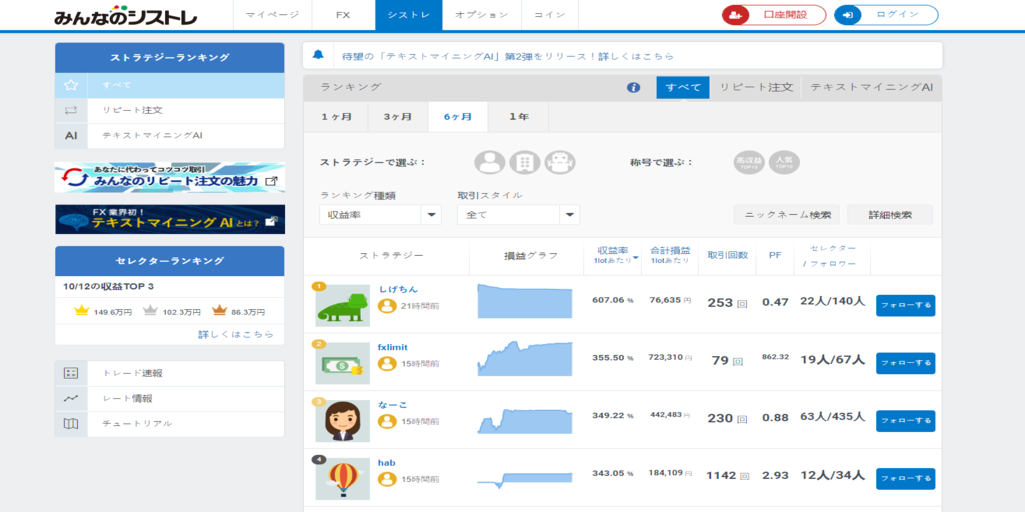 みんなのシストレ
マイページ
FX
シストレ
オプション
コイン
口座開設
ログイン
ストラテジーランキング
すべて
リピート注文
AI テキストマイニングAI
あなたに代わってコツコツ取引
みんなのリピート注文の魅力
FX 業界初！
テキストマイニング AI とは？
セレクターランキング
10/12の収益TOP 3
149.6万円 102.3万円 86.3万円
詳しくはこちら
トレード速報
レート情報
チュートリアル
待望の「テキストマイニングAI」第2弾をリリース！詳しくはこちら
ランキング
すべて
リピート注文
テキストマイニングAI
1ヶ月
3ヶ月
6ヶ月
1年
ストラテジーで選ぶ：
称号で選ぶ：
高収益 TOP10
人気 TOP10
ランキング種類
取引スタイル
収益率
全て
ニックネーム検索
詳細検索
ストラテジー
損益グラフ
収益率
1lotあたり
合計損益
1lotあたり
取引回数
PF
セレクター
/ フォロワー
1 しげちん
21時間前
607.06 % 76,635 円 253 回 0.47 22人/140人 フォローする
2 fxlimit
15時間前
355.50 % 723,310 円 79 回 862.32 19人/67人 フォローする
3 なーこ
15時間前
349.22 % 442,483 円 230 回 0.88 63人/435人 フォローする
4 hab
15時間前
343.05 % 184,109 円 1142 回 2.93 12人/34人 フォローする